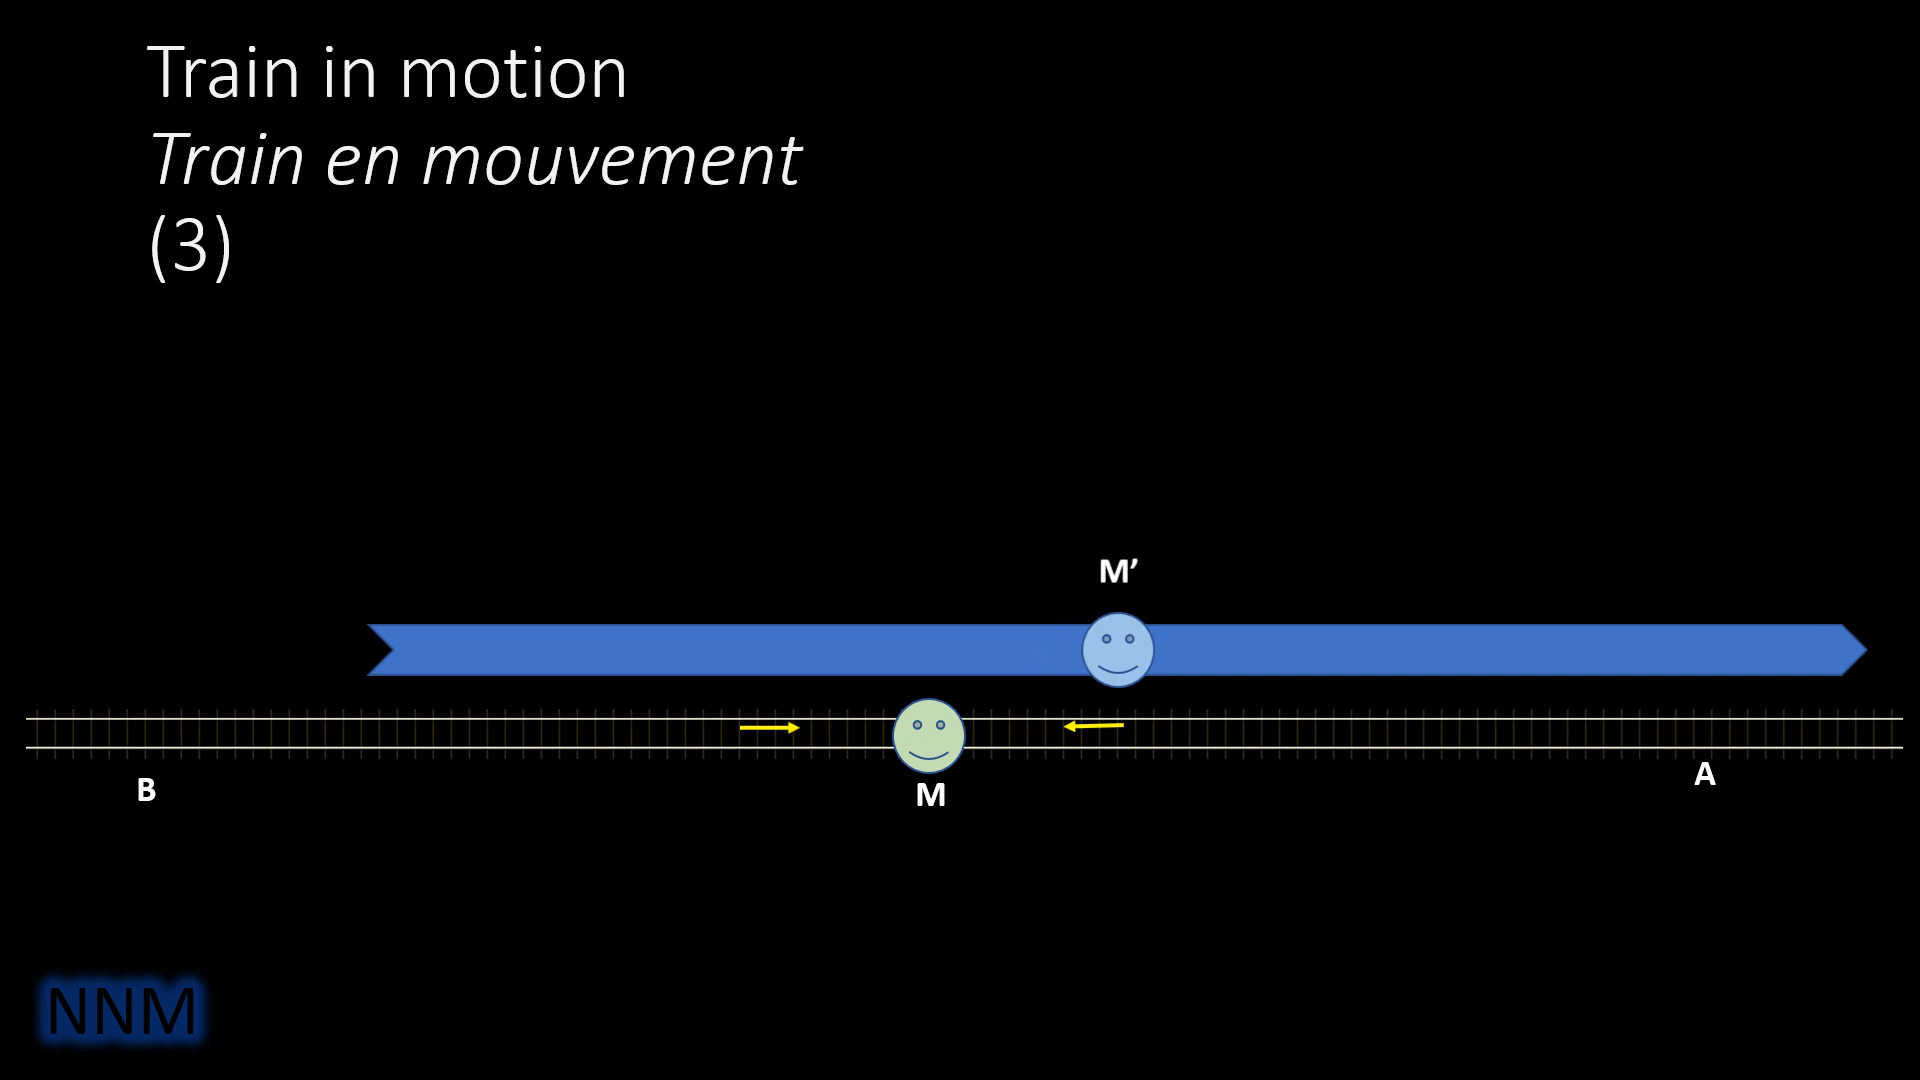 Train in motion
Train en mouvement
(3)
M’
B
M
A
NNM